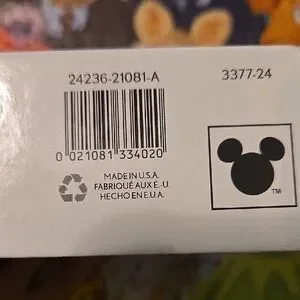 24236-21081-A
3377-24
0 021081 334020
MADE IN U.S.A.
FABRIQUÉ AUX É.-U.
HECHO EN E.U.A.
TM